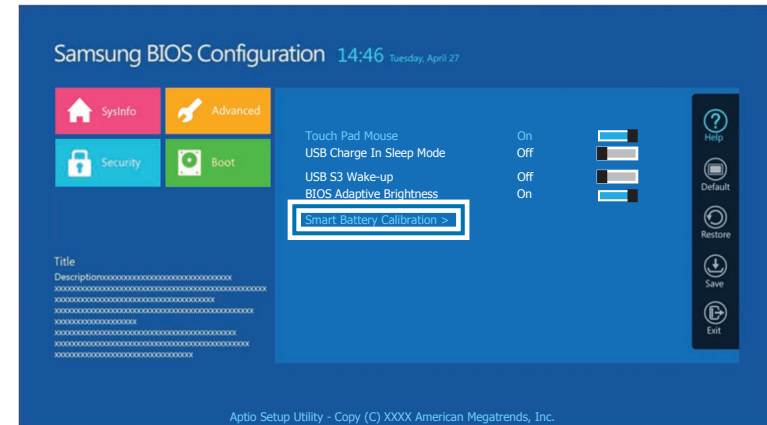 Samsung BIOS Configuration 14:46 Tuesday, April 27
SysInfo
Advanced
Security
Boot
Touch Pad Mouse On
USB Charge In Sleep Mode Off
USB S3 Wake-up Off
BIOS Adaptive Brightness On
Smart Battery Calibration >
Help
Default
Restore
Save
Exit
Title
Aptio Setup Utility - Copy (C) XXXX American Megatrends, Inc.